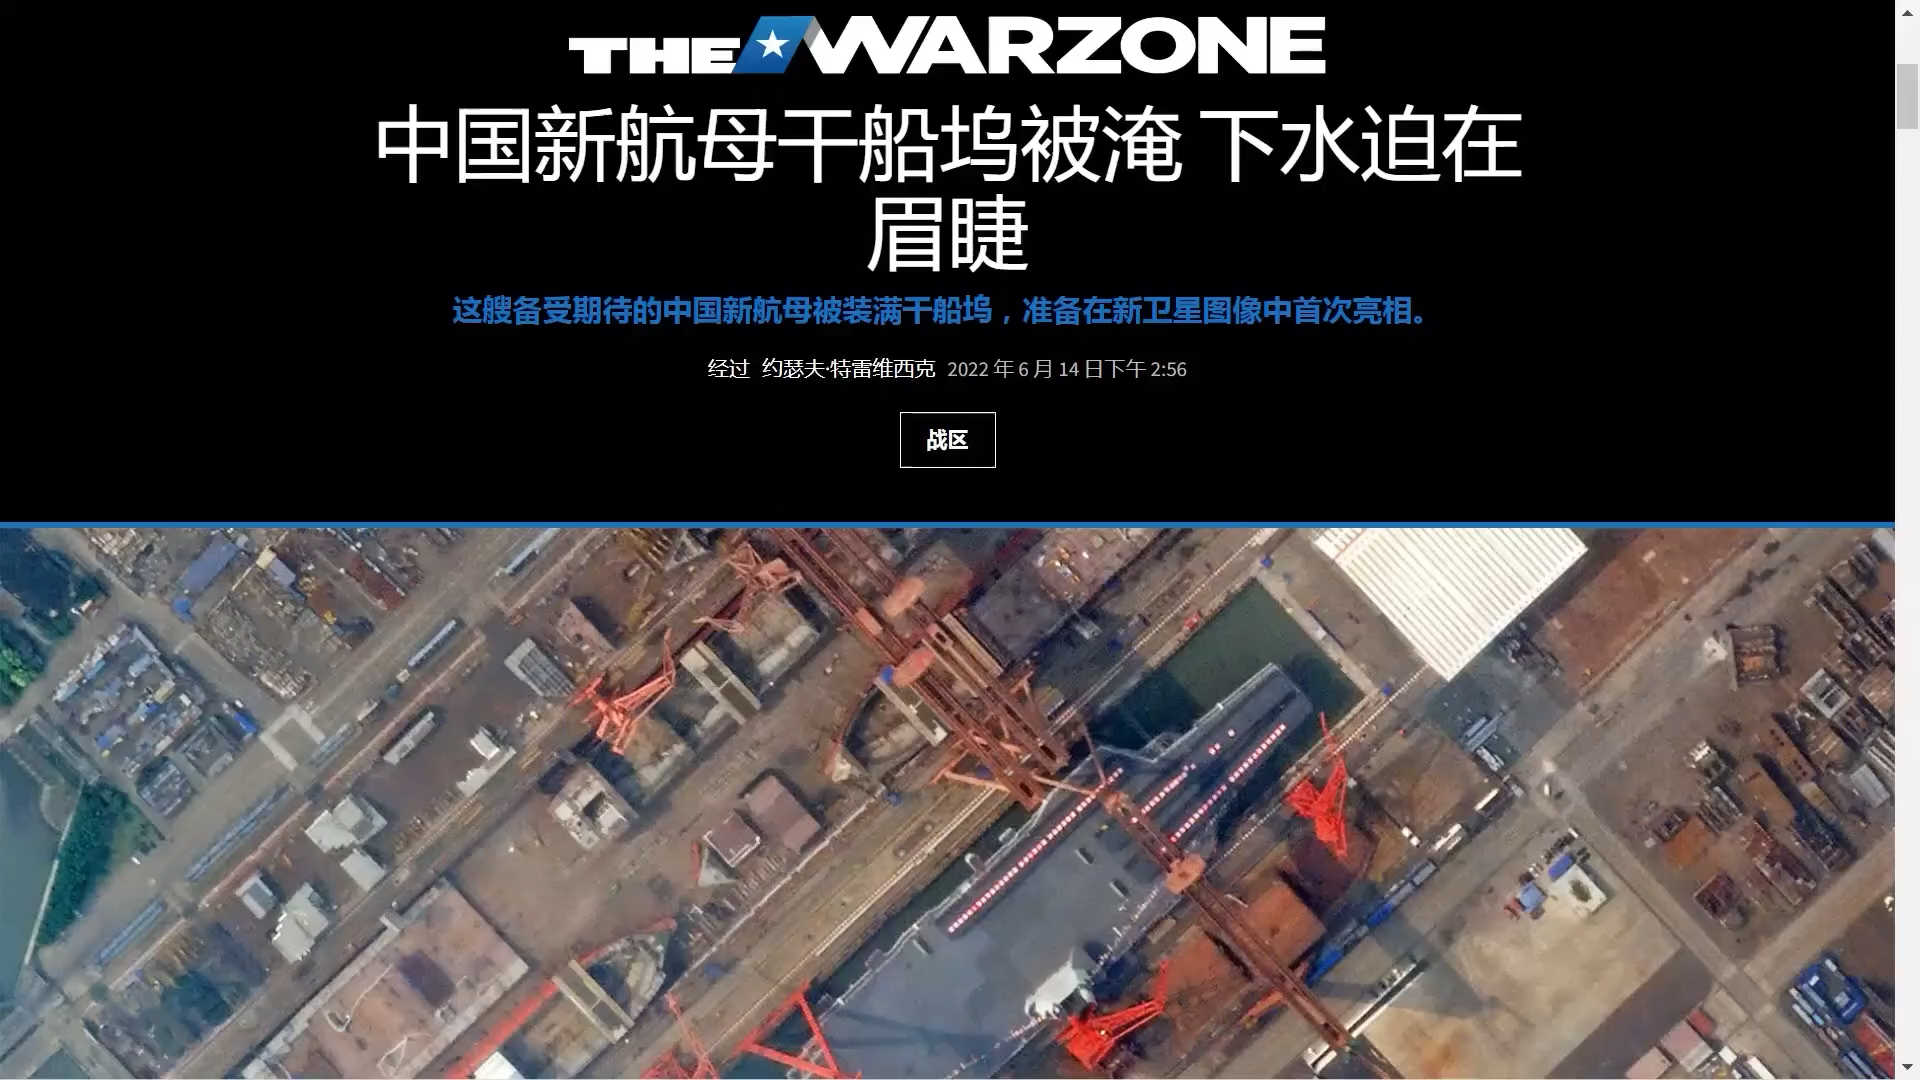 THE WARZONE
中国新航母干船坞被淹 下水迫在
眉睫
这艘备受期待的中国新航母被装满干船坞，准备在新卫星图像中首次亮相。
经过 约瑟夫·特雷维西克 2022 年 6 月 14 日下午 2:56
战区